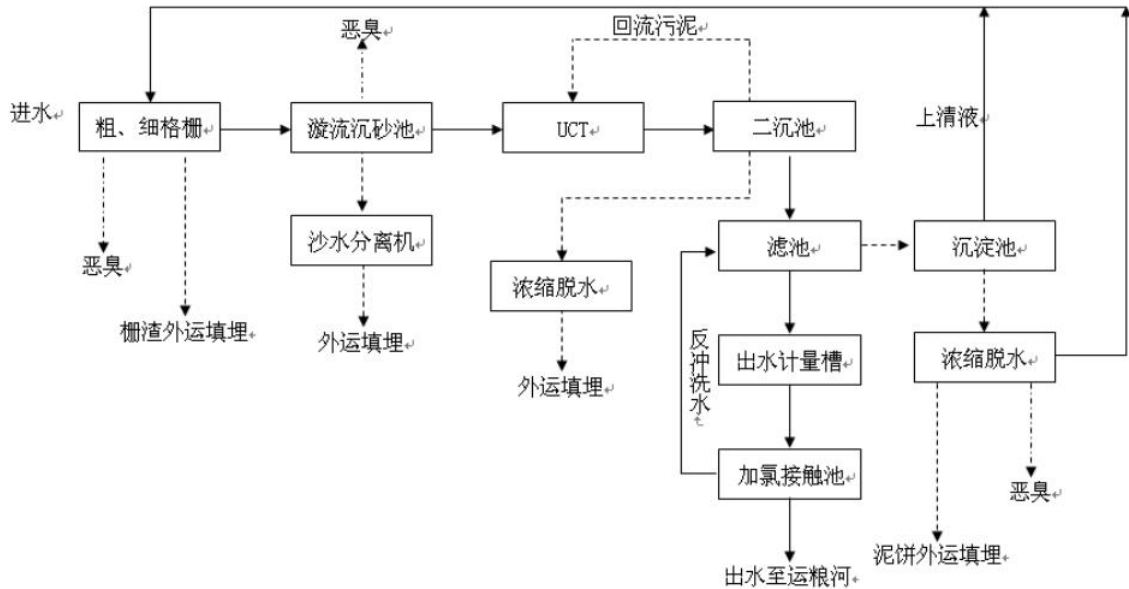 恶臭
回流污泥
进水
粗、细格栅
漩流沉砂池
UCT
二沉池
上清液
沙水分离机
滤池
沉淀池
恶臭
浓缩脱水
栅渣外运填埋
外运填埋
反冲洗水
出水计量槽
浓缩脱水
外运填埋
加氯接触池
恶臭
泥饼外运填埋
出水至运粮河